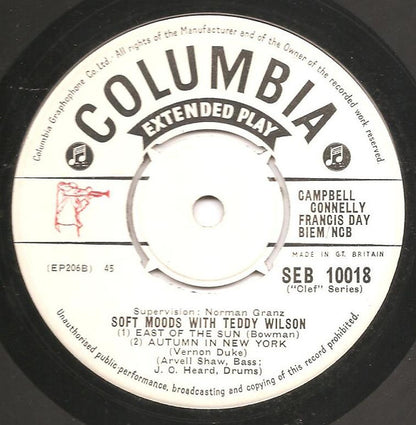 Columbia Graphophone Co. Ltd. All rights of the Manufacturer and of the Owner of the recorded work reserved.
COLUMBIA
EXTENDED PLAY
CAMPBELL
CONNELLY
FRANCIS DAY
BIEM/NCB
MADE IN GT. BRITAIN
(EP206B) 45
SEB 10018
("Clef" Series)
Supervision: Norman Granz
SOFT MOODS WITH TEDDY WILSON
(1) EAST OF THE SUN (Bowman)
(2) AUTUMN IN NEW YORK
(Vernon Duke)
(Arvell Shaw, Bass;
J. C. Heard, Drums)
Unauthorised public performance, broadcasting and copying of this record prohibited.